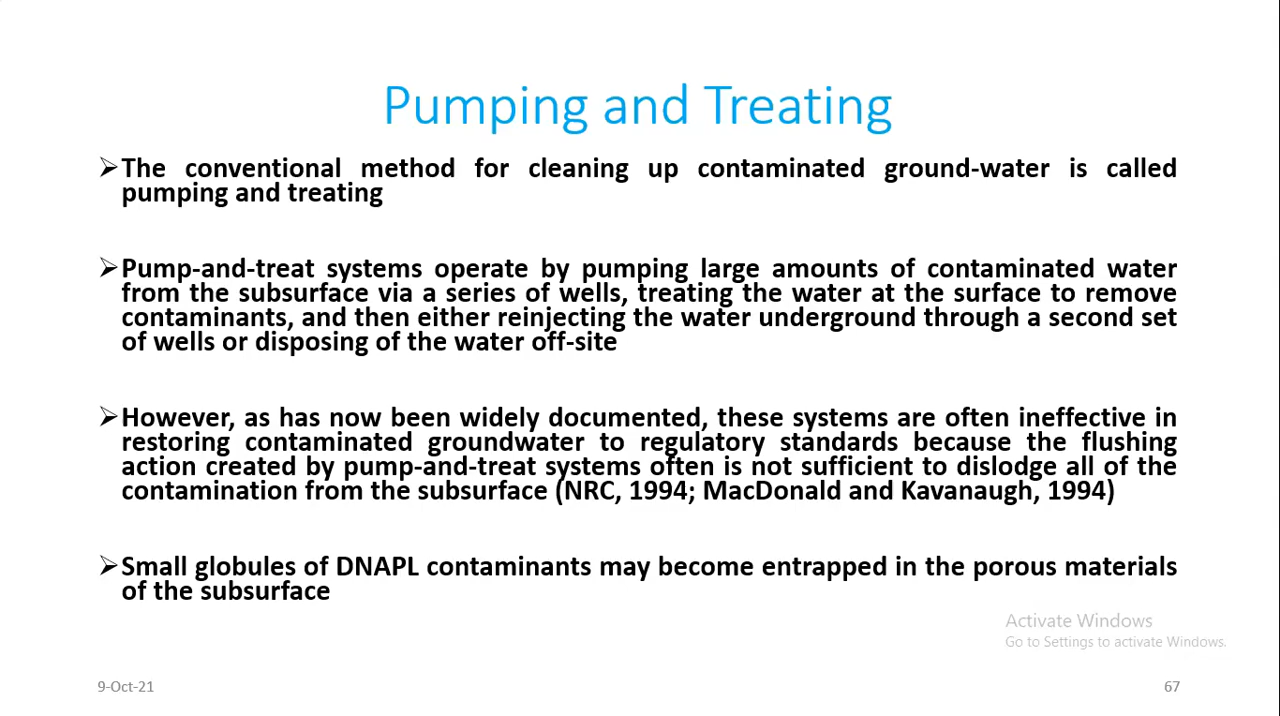 Pumping and Treating
➢The conventional method for cleaning up contaminated ground-water is called
pumping and treating
➢Pump-and-treat systems operate by pumping large amounts of contaminated water
from the subsurface via a series of wells, treating the water at the surface to remove
contaminants, and then either reinjecting the water underground through a second set
of wells or disposing of the water off-site
➢However, as has now been widely documented, these systems are often ineffective in
restoring contaminated groundwater to regulatory standards because the flushing
action created by pump-and-treat systems often is not sufficient to dislodge all of the
contamination from the subsurface (NRC, 1994; MacDonald and Kavanaugh, 1994)
➢Small globules of DNAPL contaminants may become entrapped in the porous materials
of the subsurface
Activate Windows
Go to Settings to activate Windows.
9-Oct-21
67